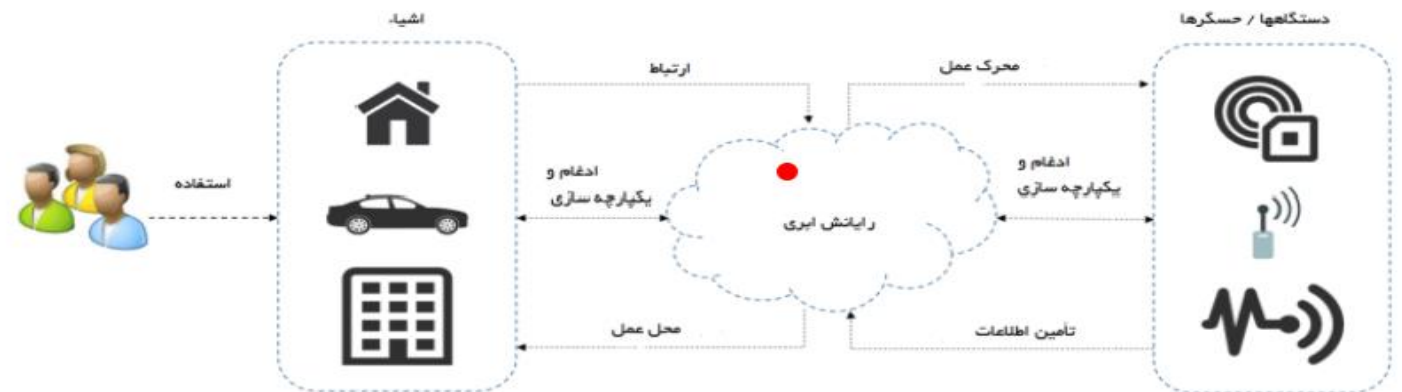 دستگاهها / حسگرها
اشیاء
محرک عمل
ارتباط
ادغام و
یکپارچه سازی
ادغام و
یکپارچه سازی
استفاده
رایانش ابری
تأمین اطلاعات
محل عمل